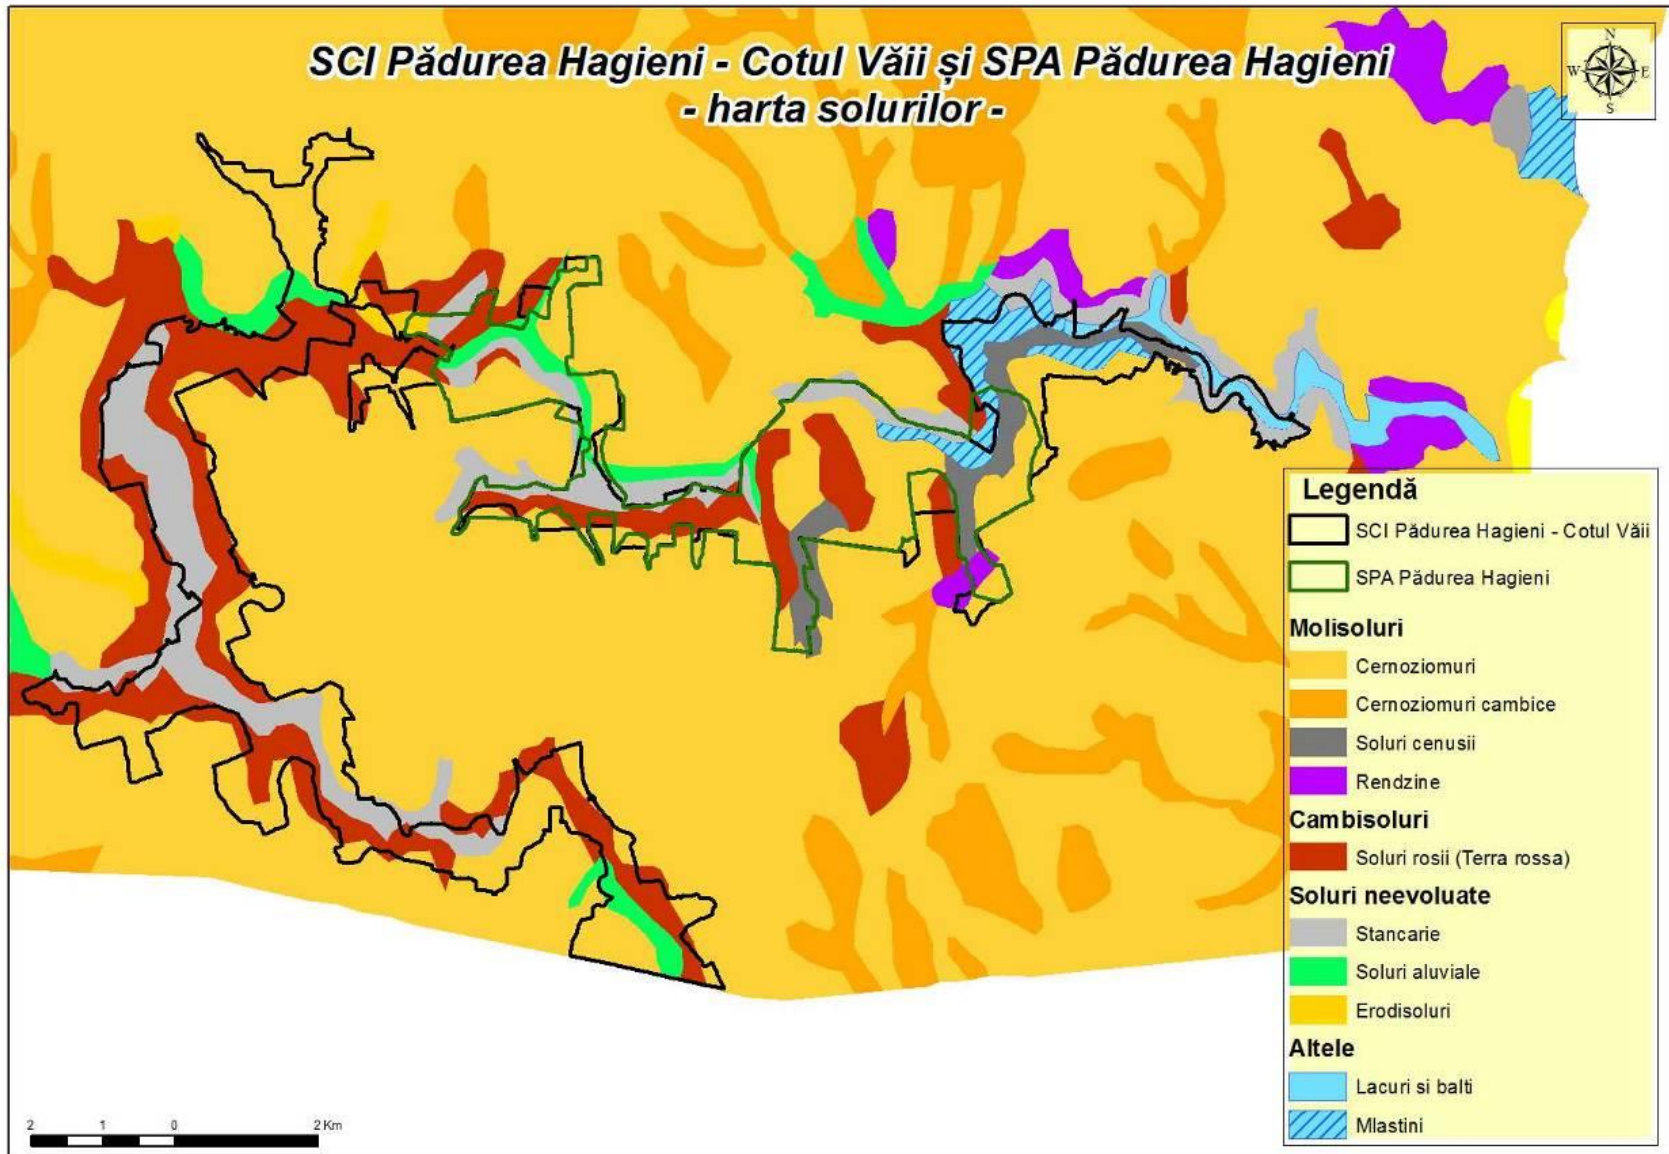 SCI Pădurea Hagieni - Cotul Văii și SPA Pădurea Hagieni
- harta solurilor -
N
W E
S
Legendă
SCI Pădurea Hagieni - Cotul Văii
SPA Pădurea Hagieni
Molisoluri
Cernoziomuri
Cernoziomuri cambice
Soluri cenusii
Rendzine
Cambisoluri
Soluri rosii (Terra rossa)
Soluri neevoluate
Stancarie
Soluri aluviale
Erodisoluri
Altele
Lacuri si balti
Mlastini
2 1 0 2 Km